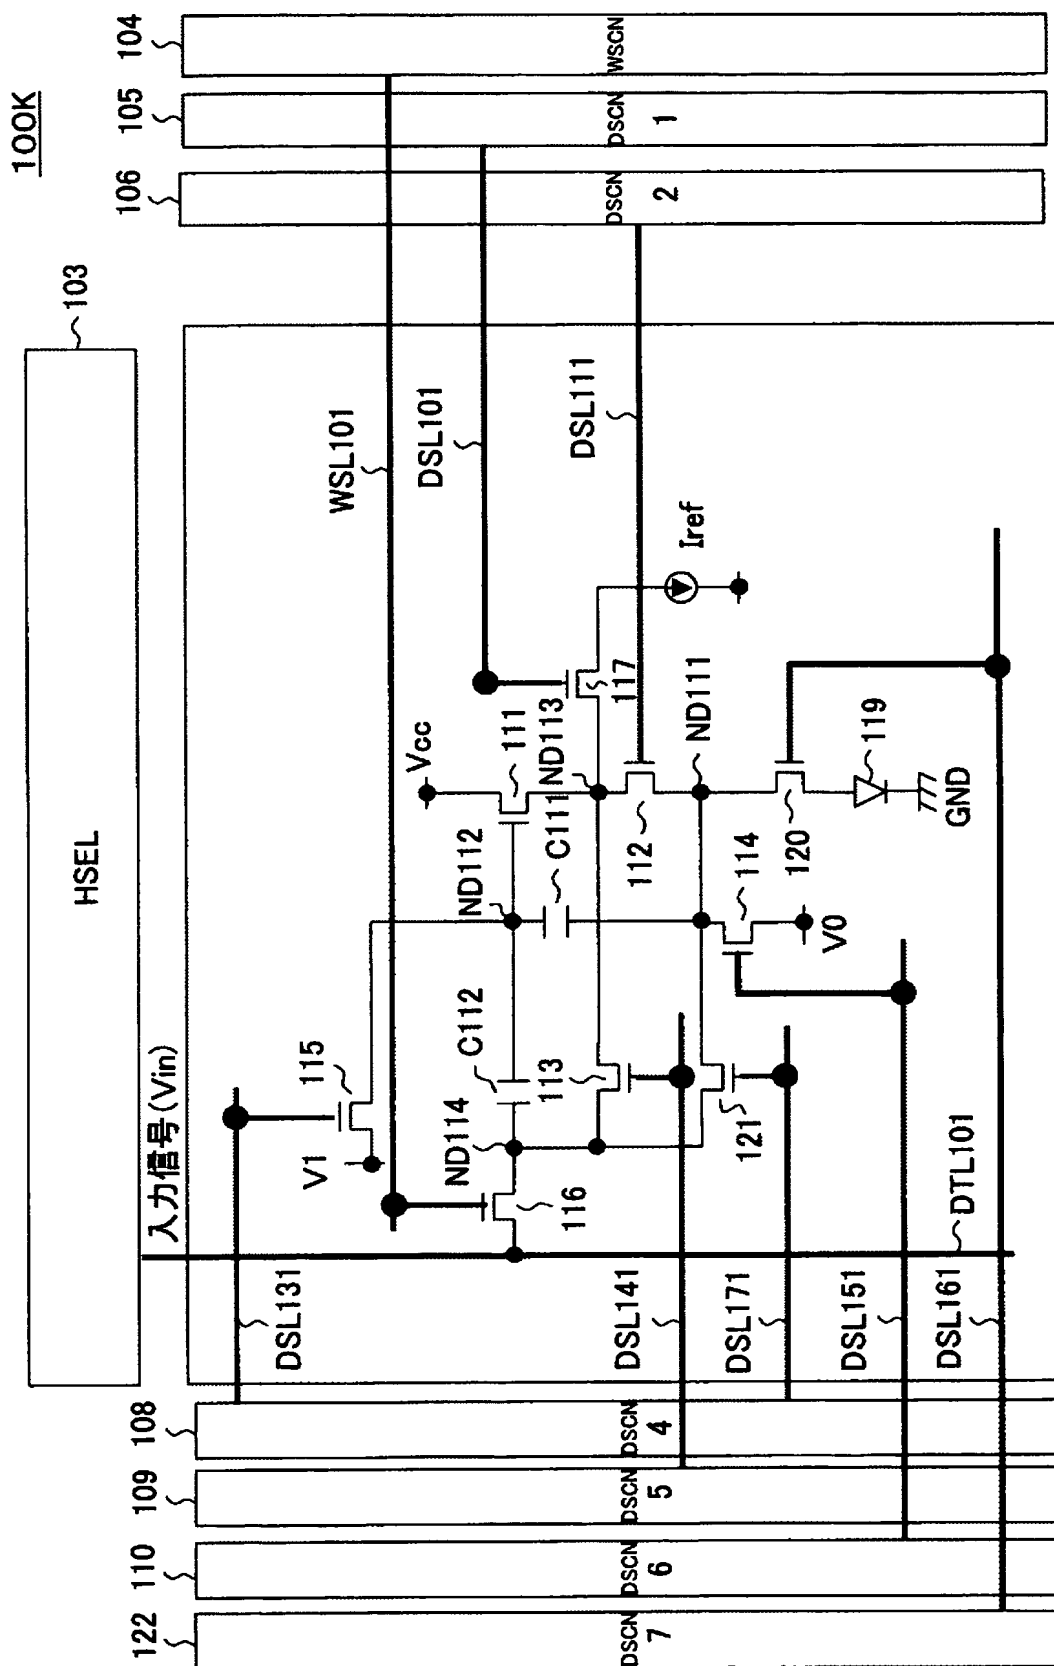 100K
HSEL
103
104
WSCN
105
DSCN
1
106
DSCN
2
入力信号(Vin)
WSL101
DSL101
DSL111
DSL131
V1
115
ND114
116
C112
ND112
C111
Vcc
111
ND113
117
Iref
113
112
ND111
121
114
V0
120
119
GND
DSL141
DSL171
DSL151
DSL161
DTL101
108
DSCN
4
109
DSCN
5
110
DSCN
6
122
DSCN
7